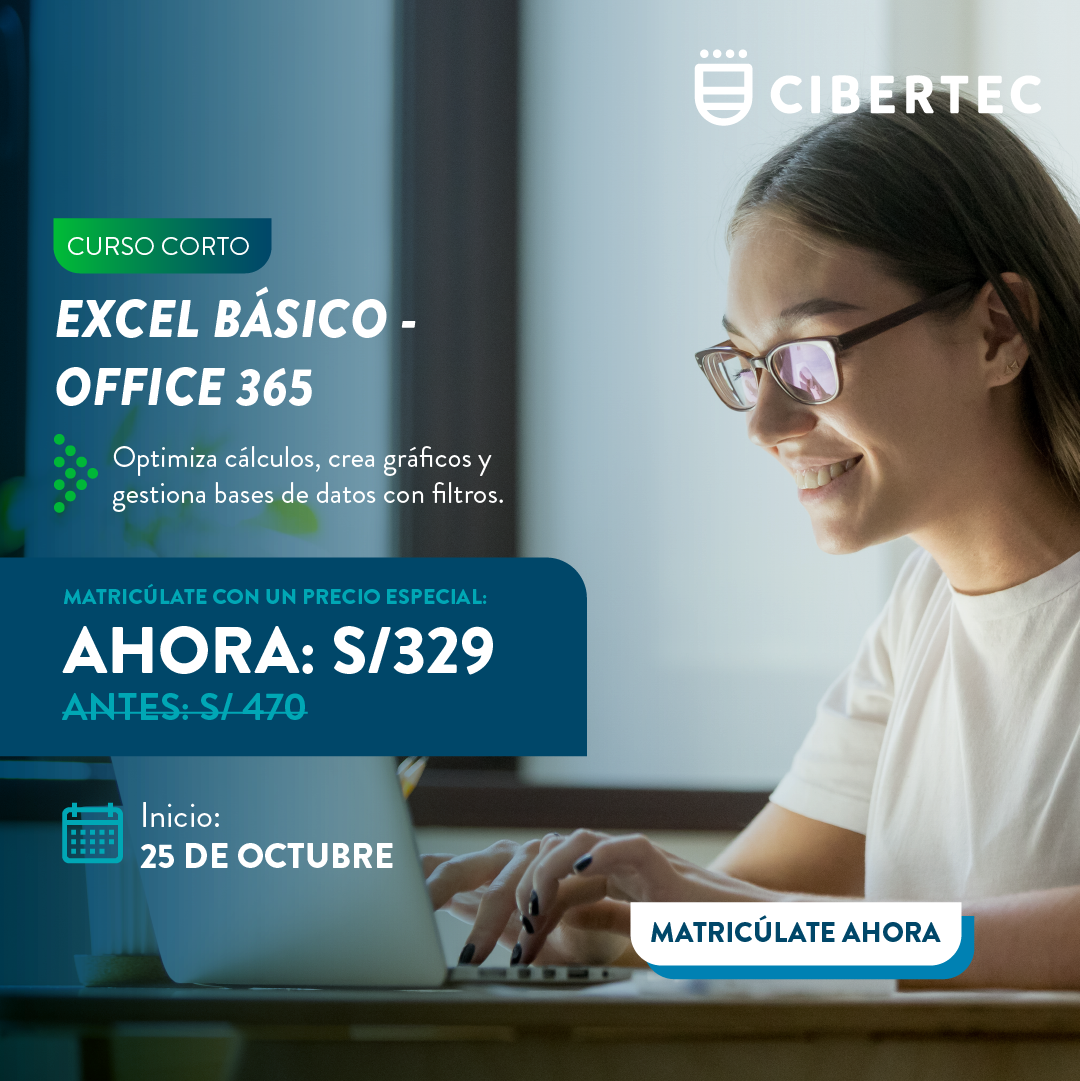 CIBERTEC
CURSO CORTO
EXCEL BÁSICO -
OFFICE 365
Optimiza cálculos, crea gráficos y
gestiona bases de datos con filtros.
MATRICÚLATE CON UN PRECIO ESPECIAL:
AHORA: S/329
ANTES: S/ 470
Inicio:
25 DE OCTUBRE
MATRICÚLATE AHORA